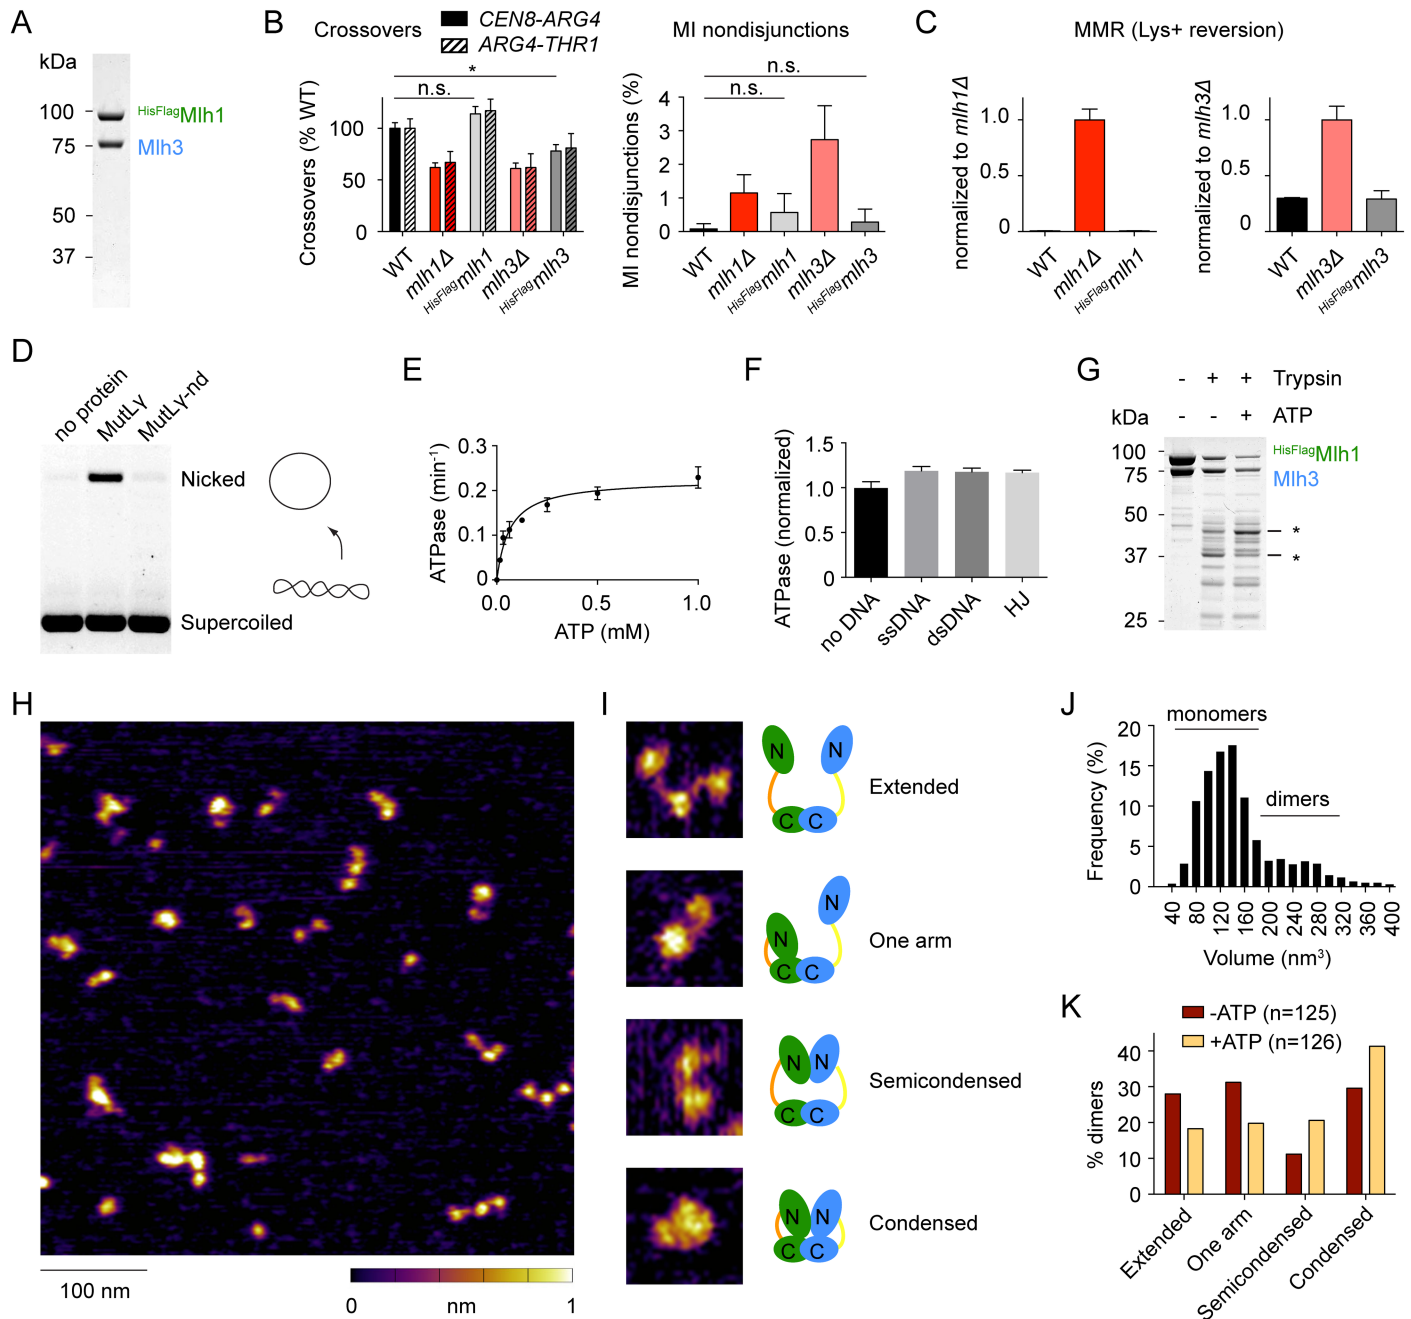 A
kDa
100
75
50
37
HisFlagMlh1
Mlh3
B
Crossovers
CEN8-ARG4
ARG4-THR1
Crossovers (% WT)
100
50
0
*
n.s.
WT
mlh1Δ
HisFlagmlh1
mlh3Δ
HisFlagmlh3
MI nondisjunctions
MI nondisjunctions (%)
4
3
2
1
0
n.s.
n.s.
WT
mlh1Δ
HisFlagmlh1
mlh3Δ
HisFlagmlh3
C
MMR (Lys+ reversion)
normalized to mlh1Δ
1.0
0.5
0
WT
mlh1Δ
HisFlagmlh1
normalized to mlh3Δ
1.0
0.5
0
WT
mlh3Δ
HisFlagmlh3
D
no protein
MutLγ
MutLγ-nd
Nicked
Supercoiled
E
ATPase (min-1)
0.3
0.2
0.1
0
0.0
0.5
1.0
ATP (mM)
F
ATPase (normalized)
1.5
1.0
0.5
0
no DNA
ssDNA
dsDNA
HJ
G
- + + Trypsin
- - + ATP
kDa
100
75
50
37
25
HisFlagMlh1
Mlh3
*
*
H
100 nm
0 nm 1
I
N N
C C
Extended
N
N
C C
One arm
N N
C C
Semicondensed
N N
C C
Condensed
J
Frequency (%)
20
15
10
5
0
monomers
dimers
40 80 120 160 200 240 280 320 360 400
Volume (nm3)
K
-ATP (n=125)
+ATP (n=126)
% dimers
40
30
20
10
0
Extended
One arm
Semicondensed
Condensed